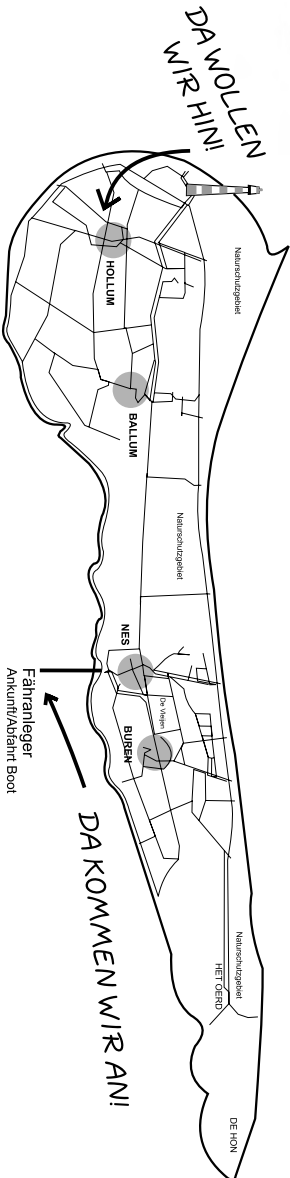 DA WOLLEN
WIR HIN!
Naturschutzgebiet
HOLLUM
BALLUM
Naturschutzgebiet
NES
De Vleijen
BUREN
Fähranleger
Ankunft/Abfahrt Boot
DA KOMMEN WIR AN!
Naturschutzgebiet
HET OERD
DE HON